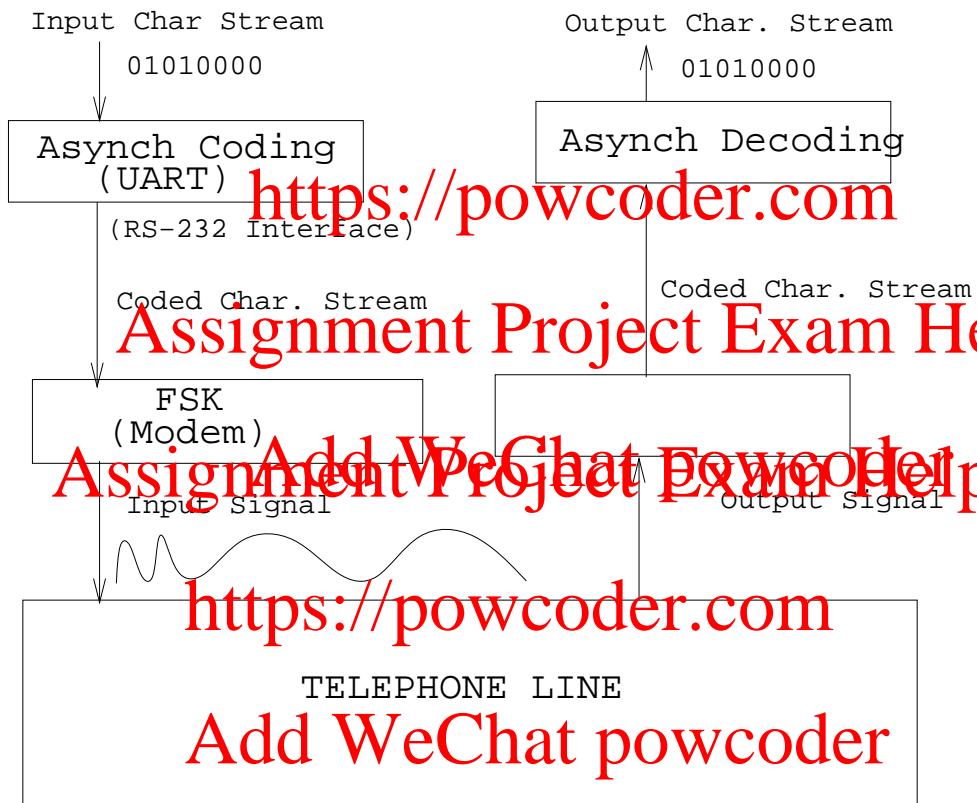 Input Char Stream
01010000
Asynch Coding
(UART)
(RS-232 Interface)
Coded Char. Stream
FSK
(Modem)
Input Signal
Output Char. Stream
01010000
Asynch Decoding
Coded Char. Stream
Output Signal
TELEPHONE LINE
https://powcoder.com
Assignment Project Exam He
Add WeChat powcoder
Assignment Project Exam Help
https://powcoder.com
Add WeChat powcoder